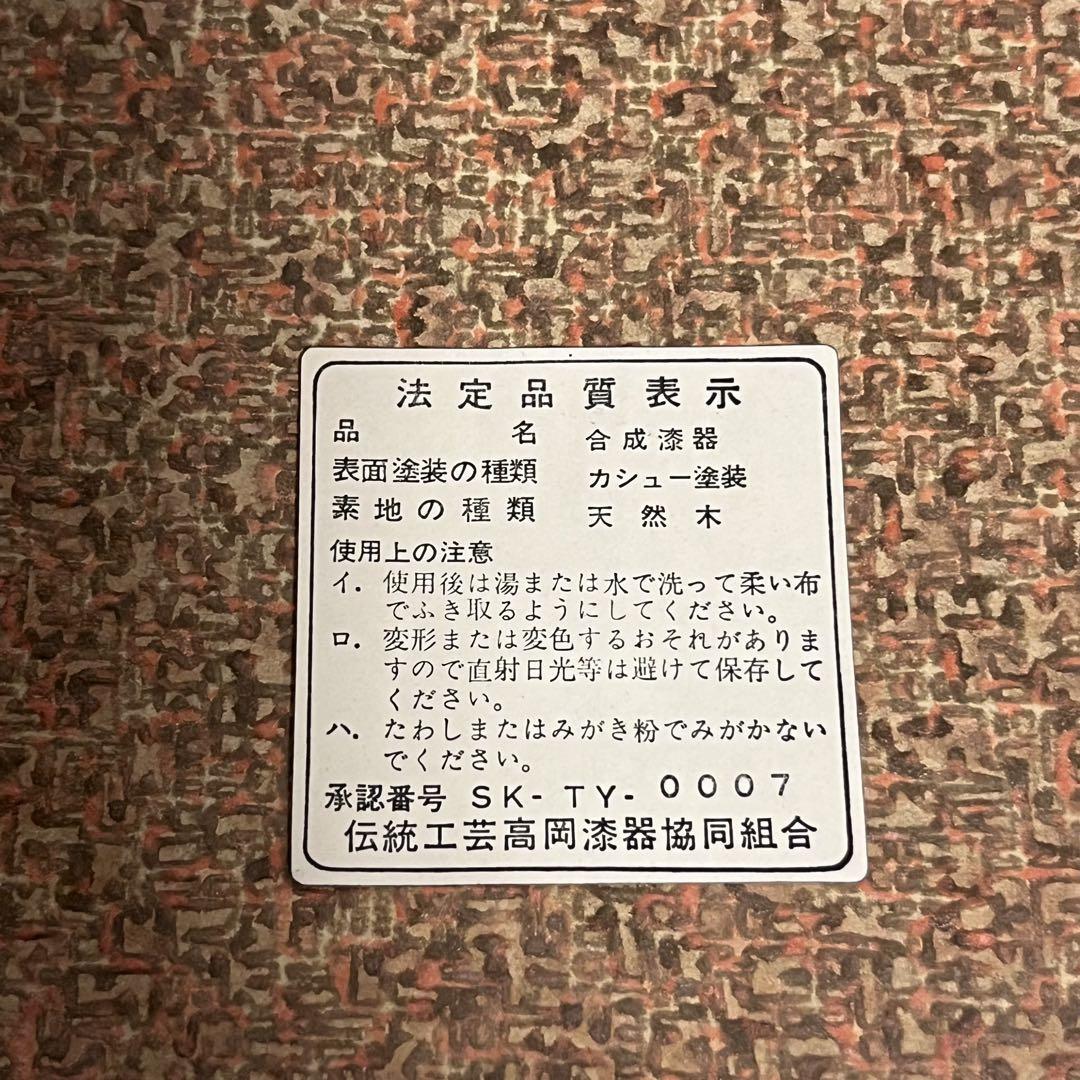 法定品質表示
品名 合成漆器
表面塗装の種類 カシュー塗装
素地の種類 天然木
使用上の注意
イ. 使用後は湯または水で洗って柔い布
でふき取るようにしてください。
ロ. 変形または変色するおそれがありま
すので直射日光等は避けて保存して
ください。
ハ. たわしまたはみがき粉でみがかない
でください。
承認番号 SK-TY-0007
伝統工芸高岡漆器協同組合